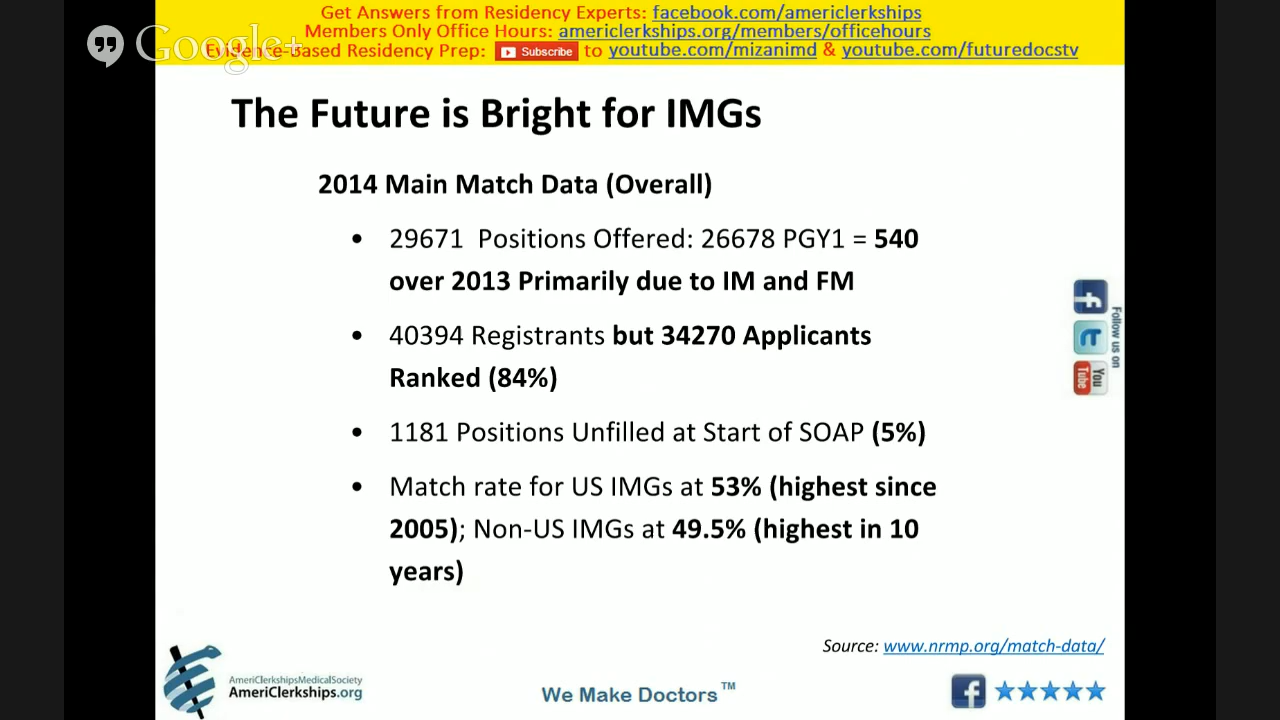 Get Answers from Residency Experts: facebook.com/americlerkships
Members Only Office Hours: americlerkships.org/members/officehours
Google+
Evidence-Based Residency Prep: Subscribe to youtube.com/mizanimd & youtube.com/futuredocstv
The Future is Bright for IMGs
2014 Main Match Data (Overall)
• 29671 Positions Offered: 26678 PGY1 = 540
over 2013 Primarily due to IM and FM
• 40394 Registrants but 34270 Applicants
Ranked (84%)
• 1181 Positions Unfilled at Start of SOAP (5%)
• Match rate for US IMGs at 53% (highest since
2005); Non-US IMGs at 49.5% (highest in 10
years)
Follow us on
You
Tube
Source: www.nrmp.org/match-data/
AmeriClerkshipsMedicalSociety
AmeriClerkships.org
We Make Doctors™